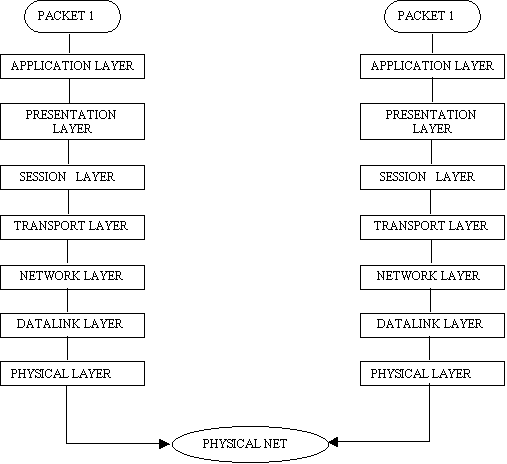 PACKET 1
APPLICATION LAYER
PRESENTATION
LAYER
SESSION LAYER
TRANSPORT LAYER
NETWORK LAYER
DATALINK LAYER
PHYSICAL LAYER
PACKET 1
APPLICATION LAYER
PRESENTATION
LAYER
SESSION LAYER
TRANSPORT LAYER
NETWORK LAYER
DATALINK LAYER
PHYSICAL LAYER
PHYSICAL NET